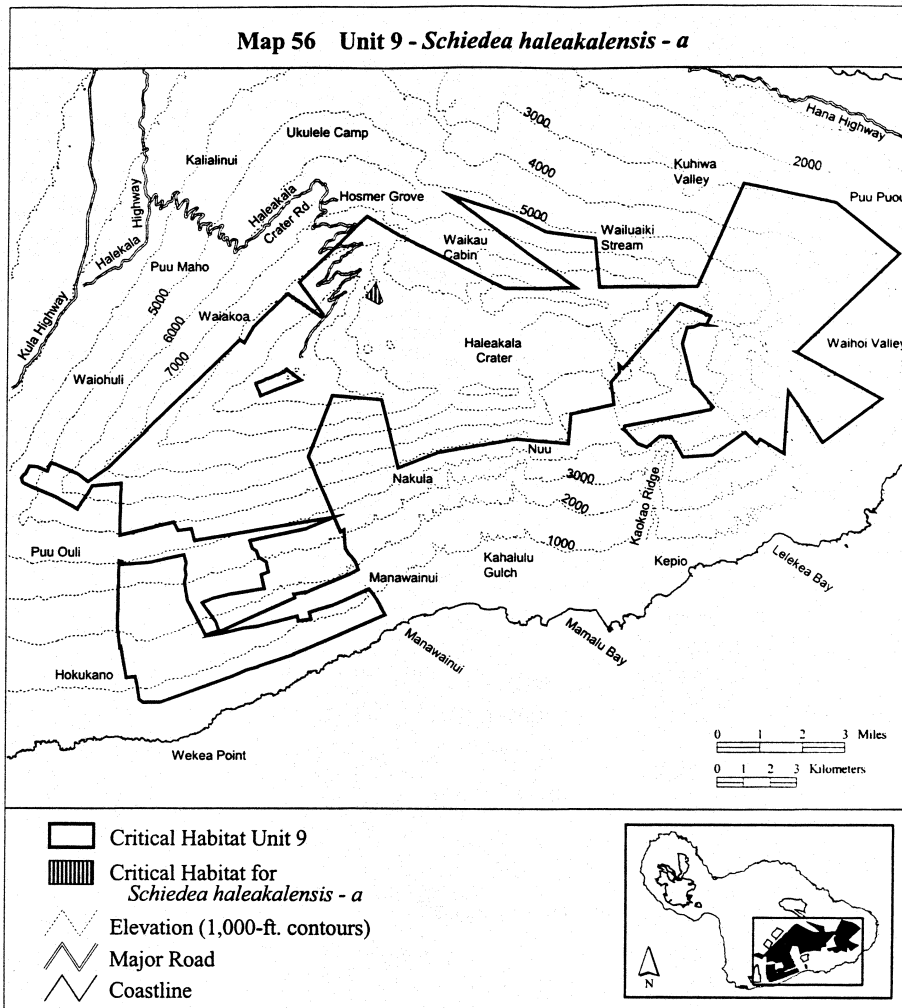 Map 56 Unit 9 - Schiedea haleakalensis - a
3000
Hana Highway
Ukulele Camp
Kalialinui
4000
Kuhiwa
Valley
2000
Haleakala
Crater Rd.
Hosmer Grove
Puu Puou
5000
Halekala Highway
Waikau
Cabin
Wailuaiki
Stream
Puu Maho
Kula Highway
5000
6000
7000
Waiakoa
Haleakala
Crater
Waihoi Valley
Waiohuli
Nuu
Nakula
3000
2000
1000
Kaokao Ridge
Puu Ouli
Kahalulu
Gulch
Kepio
Lelekea Bay
Manawainui
Manawainui
Mamalu Bay
Hokukano
Wekea Point
0 1 2 3 Miles
0 1 2 3 Kilometers
Critical Habitat Unit 9
Critical Habitat for
Schiedea haleakalensis - a
Elevation (1,000-ft. contours)
Major Road
Coastline
N